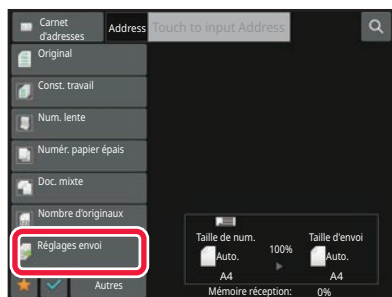 Carnet
d'adresses
Address
Touch to input Address
Original
Const. travail
Num. lente
Numér. papier épais
Doc. mixte
Nombre d'originaux
Réglages envoi
Autres
Taille de num.
100%
Taille d'envoi
Auto.
Auto.
A4
A4
Mémoire réception:
0%